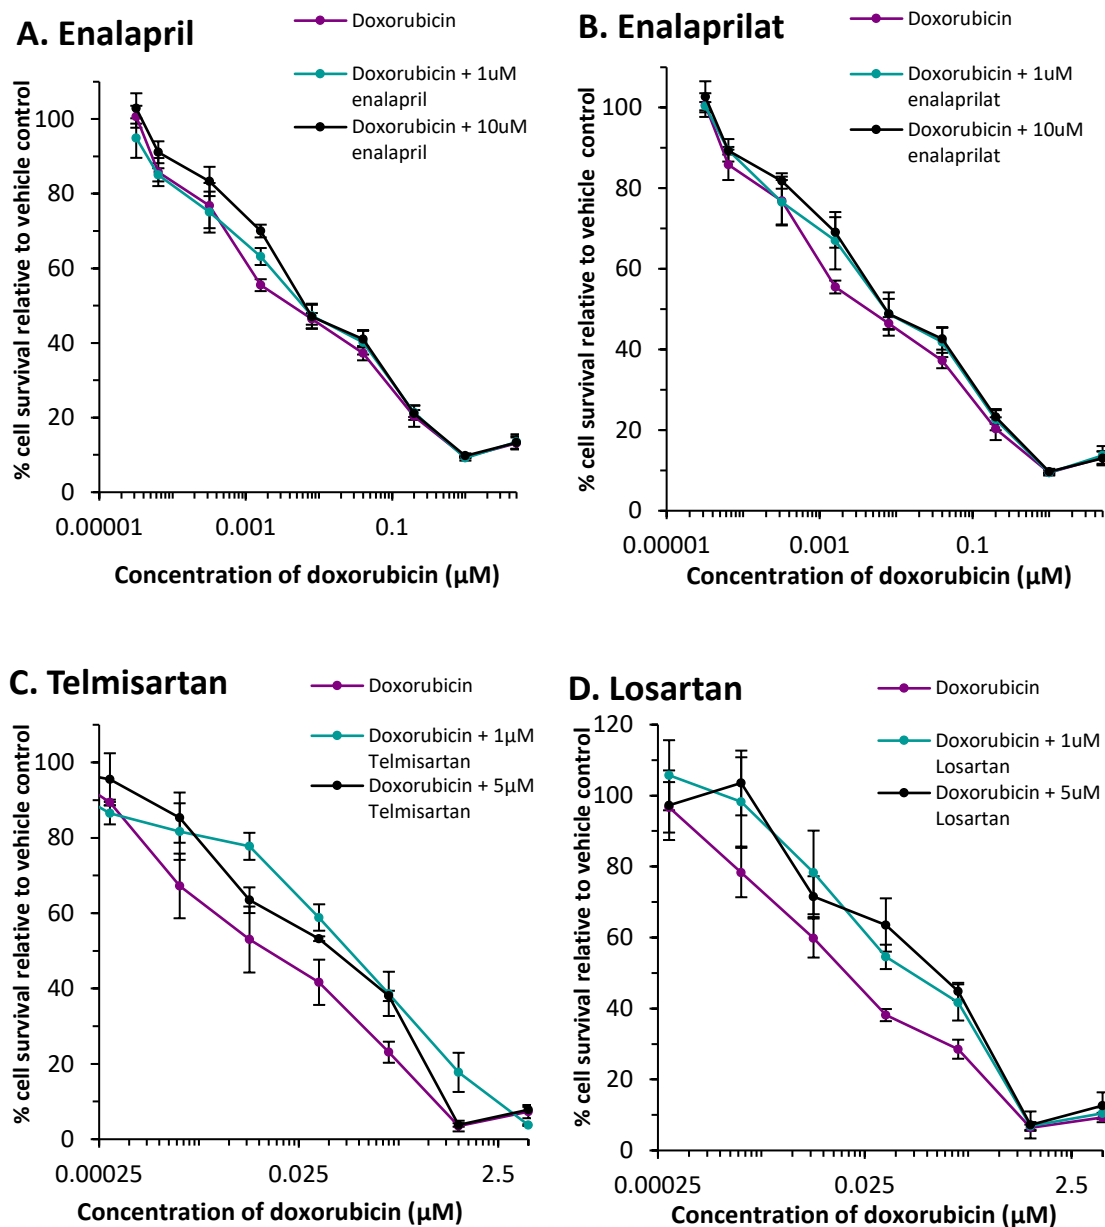 A. Enalapril
Doxorubicin
Doxorubicin + 1uM
enalapril
Doxorubicin + 10uM
enalapril
% cell survival relative to vehicle control
100
80
60
40
20
0
0.00001
0.001
0.1
Concentration of doxorubicin (µM)
B. Enalaprilat
Doxorubicin
Doxorubicin + 1uM
enalaprilat
Doxorubicin + 10uM
enalaprilat
% cell survival relative to vehicle control
100
80
60
40
20
0
0.00001
0.001
0.1
Concentration of doxorubicin (µM)
C. Telmisartan
Doxorubicin
Doxorubicin + 1µM
Telmisartan
Doxorubicin + 5µM
Telmisartan
% cell survival relative to vehicle control
100
80
60
40
20
0
0.00025
0.025
2.5
Concentration of doxorubicin (µM)
D. Losartan
Doxorubicin
Doxorubicin + 1uM
Losartan
Doxorubicin + 5uM
Losartan
% cell survival relative to vehicle control
120
100
80
60
40
20
0
0.00025
0.025
2.5
Concentration of doxorubicin (µM)